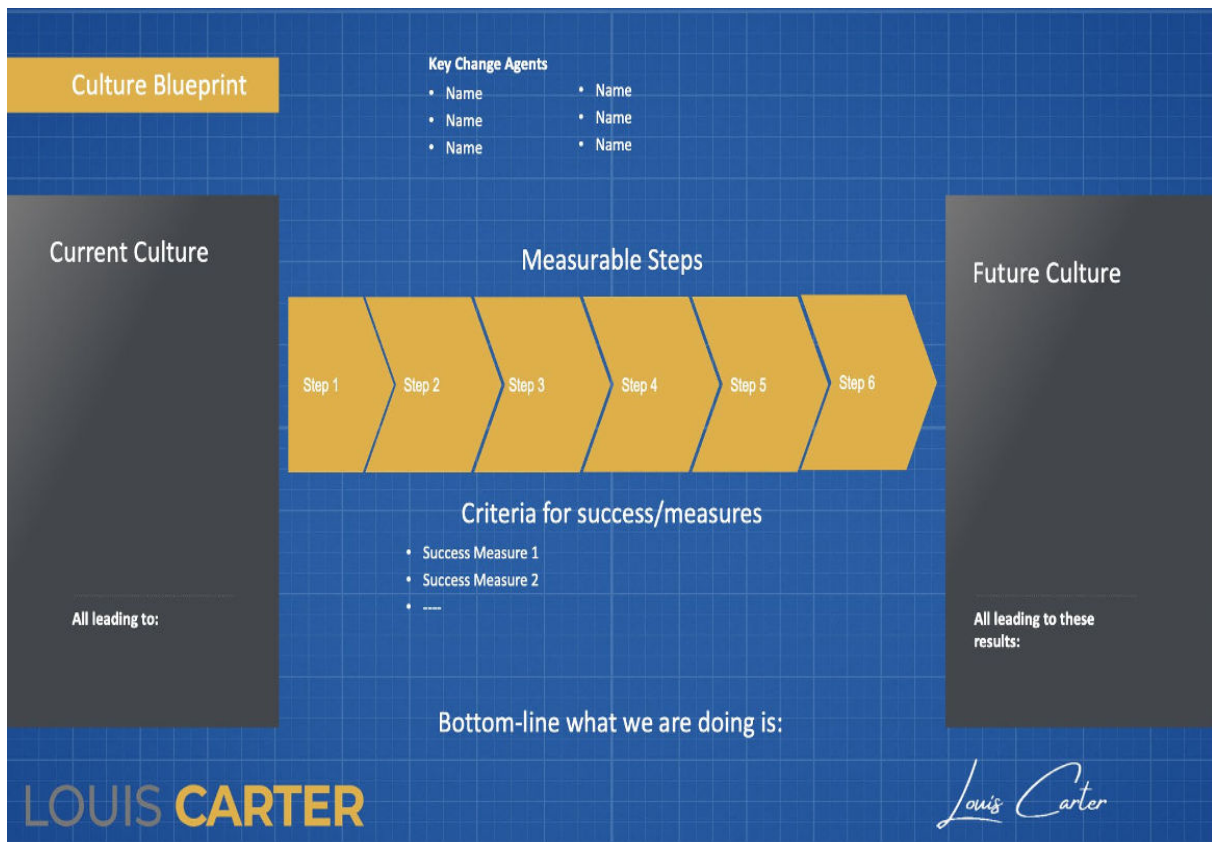 Culture Blueprint
Key Change Agents
• Name
• Name
• Name
• Name
• Name
• Name
Current Culture
All leading to:
Measurable Steps
Step 1
Step 2
Step 3
Step 4
Step 5
Step 6
Criteria for success/measures
• Success Measure 1
• Success Measure 2
• ----
Future Culture
All leading to these
results:
Bottom-line what we are doing is:
LOUIS CARTER
Louis Carter